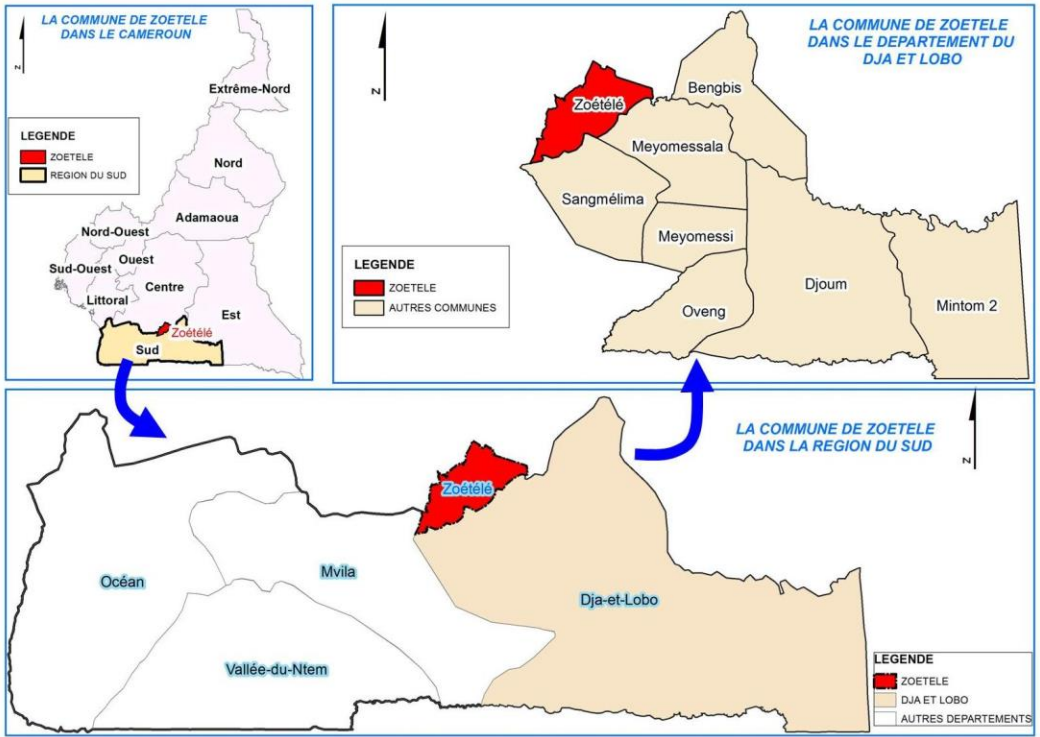 LA COMMUNE DE ZOETELE
DANS LE CAMEROUN
N
Extrême-Nord
LEGENDE
ZOETELE
REGION DU SUD
Nord
Adamaoua
Nord-Ouest
Ouest
Sud-Ouest
Centre
Littoral
Est
Zoétélé
Sud
LA COMMUNE DE ZOETELE
DANS LE DEPARTEMENT DU
DJA ET LOBO
N
Bengbis
Zoétélé
Meyomessala
Sangmélima
Meyomessi
LEGENDE
ZOETELE
AUTRES COMMUNES
Djoum
Oveng
Mintom 2
LA COMMUNE DE ZOETELE
DANS LA REGION DU SUD
N
Zoétélé
Océan
Mvila
Dja-et-Lobo
Vallée-du-Ntem
LEGENDE
ZOETELE
DJA ET LOBO
AUTRES DEPARTEMENTS